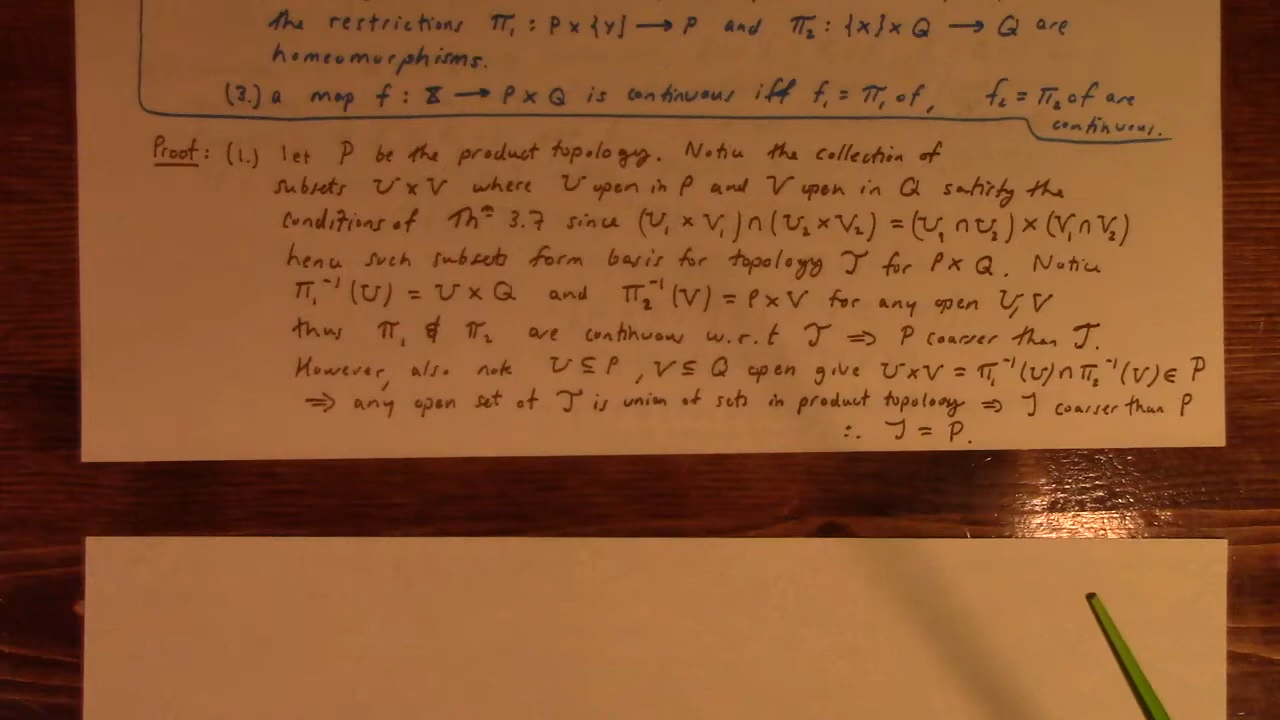 the restrictions π₁ : P × {y} → P and π₂ : {x} × Q → Q are
homeomorphisms.
(3.) a map f : X → P × Q is continuous iff f₁ = π₁ ∘ f, f₂ = π₂ ∘ f are
continuous.
Proof : (1.) let P be the product topology. Notice the collection of
subsets U × V where U open in P and V open in Q satisfy the
conditions of Thm 3.7 since (U₁ × V₁) ∩ (U₂ × V₂) = (U₁ ∩ U₂) × (V₁ ∩ V₂)
hence such subsets form basis for topology T for P × Q. Notice
π₁⁻¹(U) = U × Q and π₂⁻¹(V) = P × V for any open U, V
thus π₁ & π₂ are continuous w.r.t T ⇒ P coarser than T.
However, also note U ⊆ P, V ⊆ Q open give U × V = π₁⁻¹(U) ∩ π₂⁻¹(V) ∈ P
⇒ any open set of T is union of sets in product topology ⇒ T coarser than P
∴ T = P.